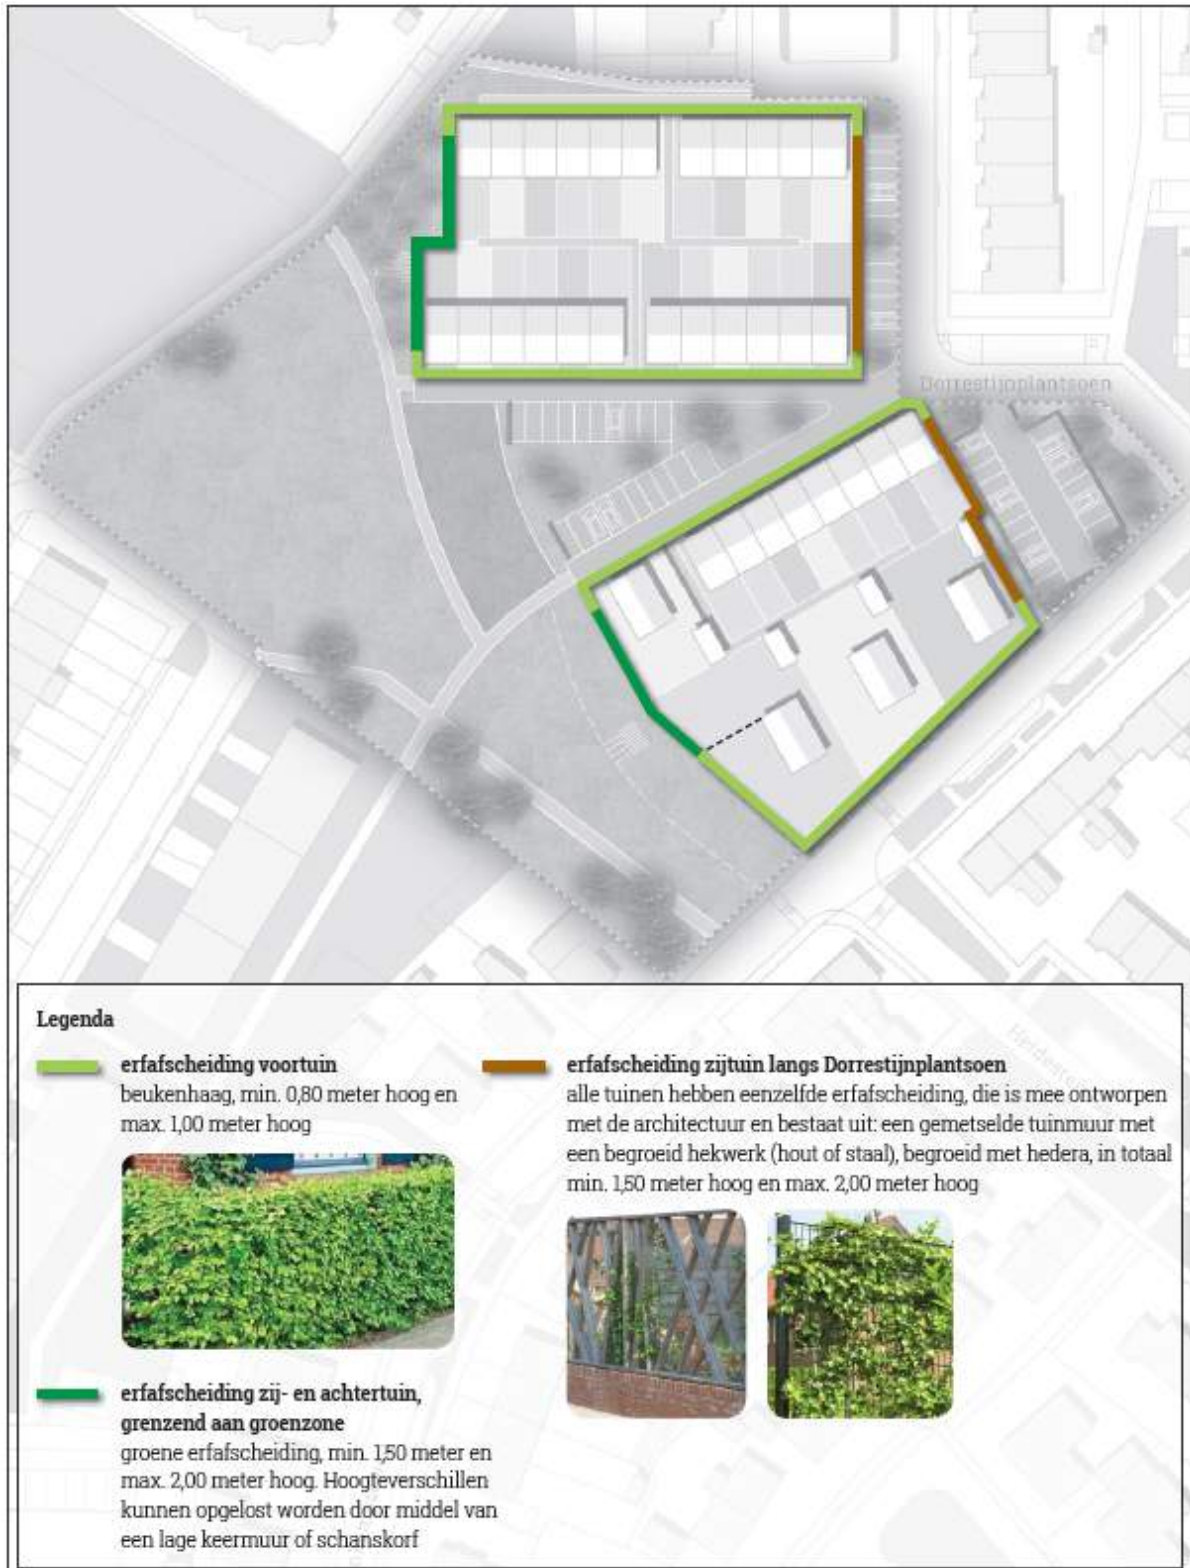 Dorrestijnplantsoen
Legenda
erfafscheiding voortuin
beukenhaag, min. 0,80 meter hoog en
max. 1,00 meter hoog
erfafscheiding zij- en achtertuin,
grenzend aan groenzone
groene erfafscheiding, min. 1,50 meter en
max. 2,00 meter hoog. Hoogteverschillen
kunnen opgelost worden door middel van
een lage keermuur of schanskorf
erfafscheiding zijtuin langs Dorrestijnplantsoen
alle tuinen hebben eenzelfde erfafscheiding, die is mee ontworpen
met de architectuur en bestaat uit: een gemetselde tuinmuur met
een begroeid hekwerk (hout of staal), begroeid met hedera, in totaal
min. 1,50 meter hoog en max. 2,00 meter hoog